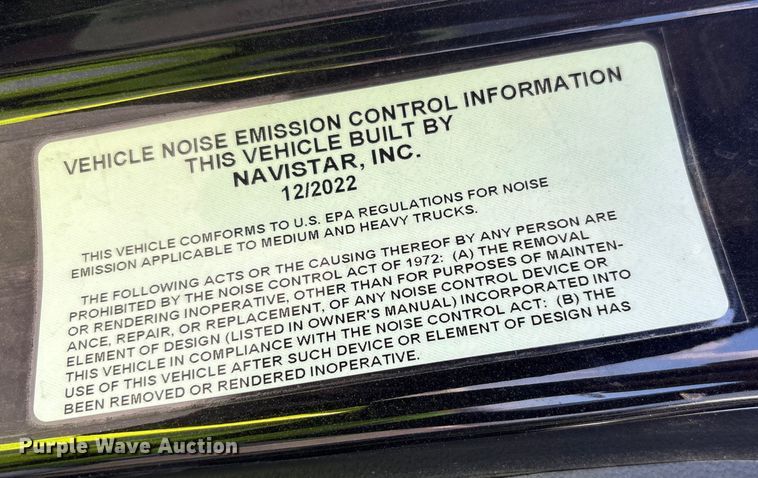 VEHICLE NOISE EMISSION CONTROL INFORMATION
THIS VEHICLE BUILT BY
NAVISTAR, INC.
12/2022
THIS VEHICLE COMFORMS TO U.S. EPA REGULATIONS FOR NOISE
EMISSION APPLICABLE TO MEDIUM AND HEAVY TRUCKS.
THE FOLLOWING ACTS OR THE CAUSING THEREOF BY ANY PERSON ARE
PROHIBITED BY THE NOISE CONTROL ACT OF 1972: (A) THE REMOVAL
OR RENDERING INOPERATIVE, OTHER THAN FOR PURPOSES OF MAINTEN-
ANCE, REPAIR, OR REPLACEMENT, OF ANY NOISE CONTROL DEVICE OR
ELEMENT OF DESIGN (LISTED IN OWNER'S MANUAL) INCORPORATED INTO
THIS VEHICLE IN COMPLIANCE WITH THE NOISE CONTROL ACT: (B) THE
USE OF THIS VEHICLE AFTER SUCH DEVICE OR ELEMENT OF DESIGN HAS
BEEN REMOVED OR RENDERED INOPERATIVE.
Purple Wave Auction